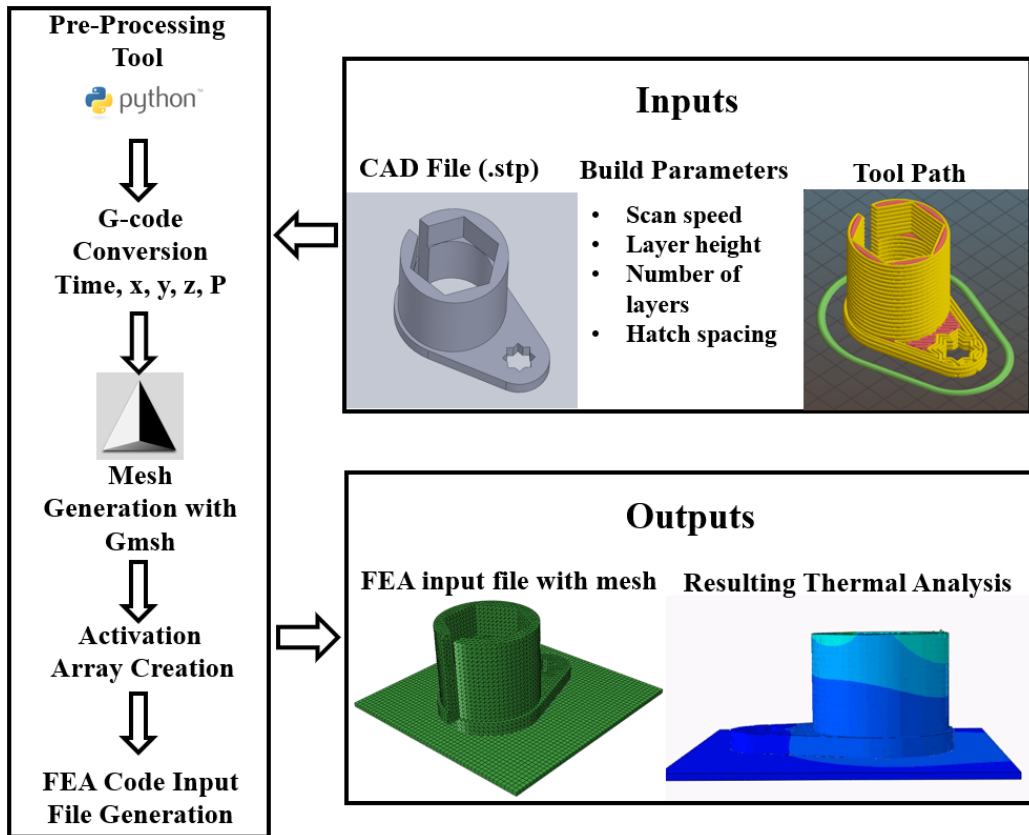 Pre-Processing
Tool
python™
G-code
Conversion
Time, x, y, z, P
Mesh
Generation with
Gmsh
Activation
Array Creation
FEA Code Input
File Generation
Inputs
CAD File (.stp)
Build Parameters
• Scan speed
• Layer height
• Number of
layers
• Hatch spacing
Tool Path
Outputs
FEA input file with mesh
Resulting Thermal Analysis